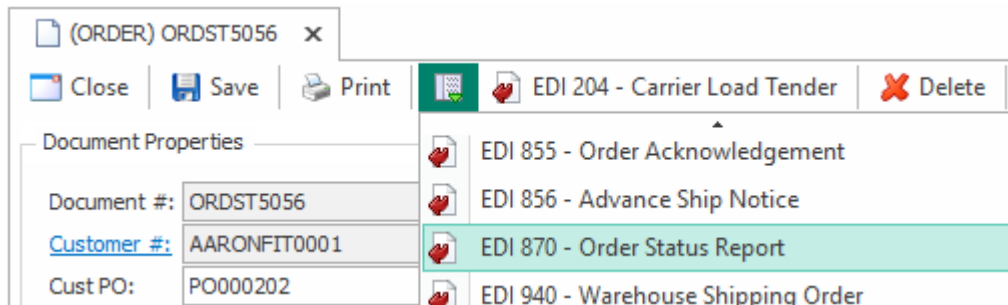 (ORDER) ORDST5056 x
Close Save Print EDI 204 - Carrier Load Tender Delete
Document Properties
EDI 855 - Order Acknowledgement
Document #: ORDST5056
EDI 856 - Advance Ship Notice
Customer #: AARONFIT0001
EDI 870 - Order Status Report
Cust PO: PO000202
EDI 940 - Warehouse Shipping Order